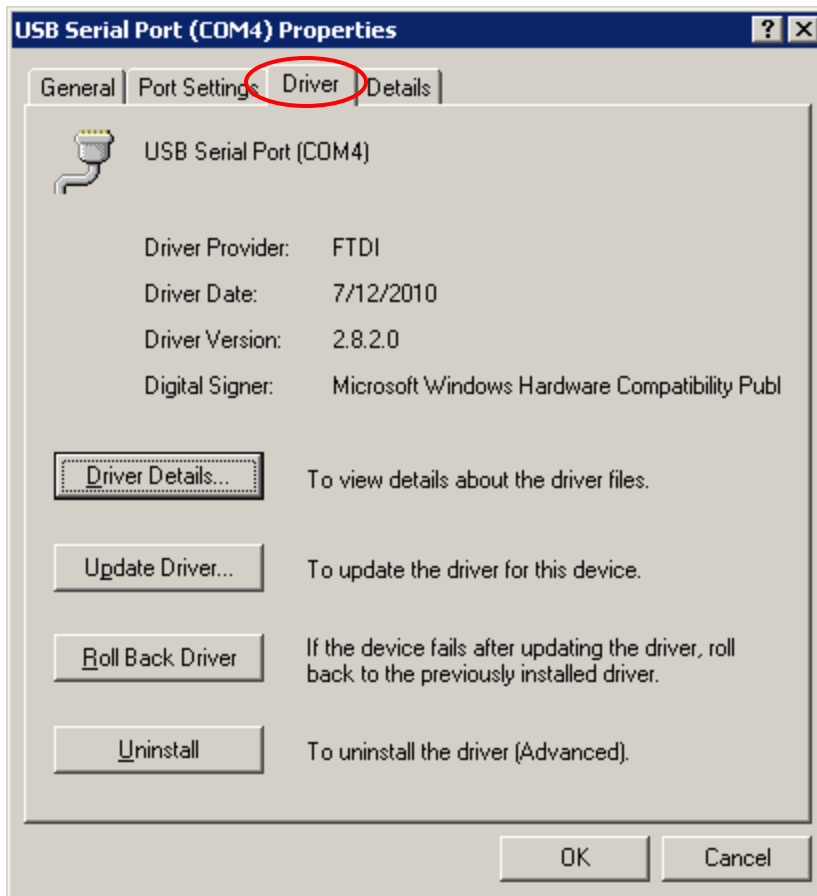 USB Serial Port (COM4) Properties
General Port Settings Driver Details
USB Serial Port (COM4)
Driver Provider: FTDI
Driver Date: 7/12/2010
Driver Version: 2.8.2.0
Digital Signer: Microsoft Windows Hardware Compatibility Publ
Driver Details... To view details about the driver files.
Update Driver... To update the driver for this device.
Roll Back Driver If the device fails after updating the driver, roll
back to the previously installed driver.
Uninstall To uninstall the driver (Advanced).
OK Cancel